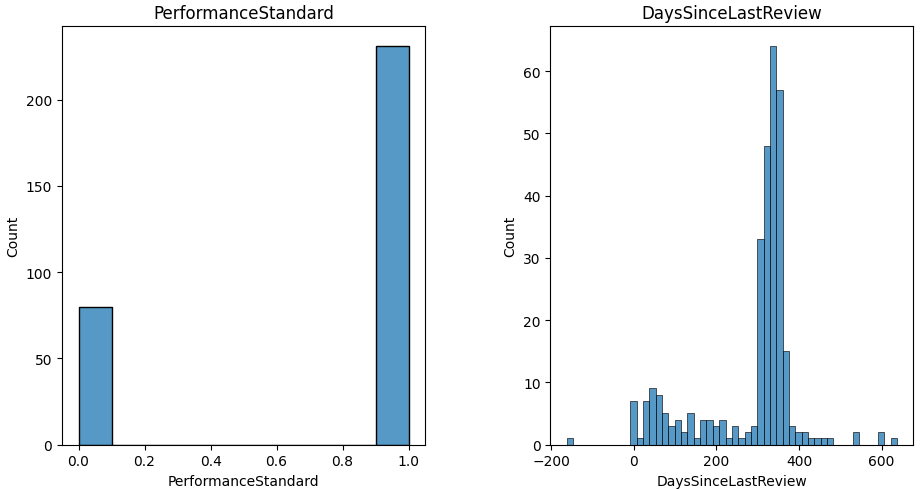 PerformanceStandard
Count
200
150
100
50
0
0.0 0.2 0.4 0.6 0.8 1.0
PerformanceStandard
DaysSinceLastReview
Count
60
50
40
30
20
10
0
−200 0 200 400 600
DaysSinceLastReview